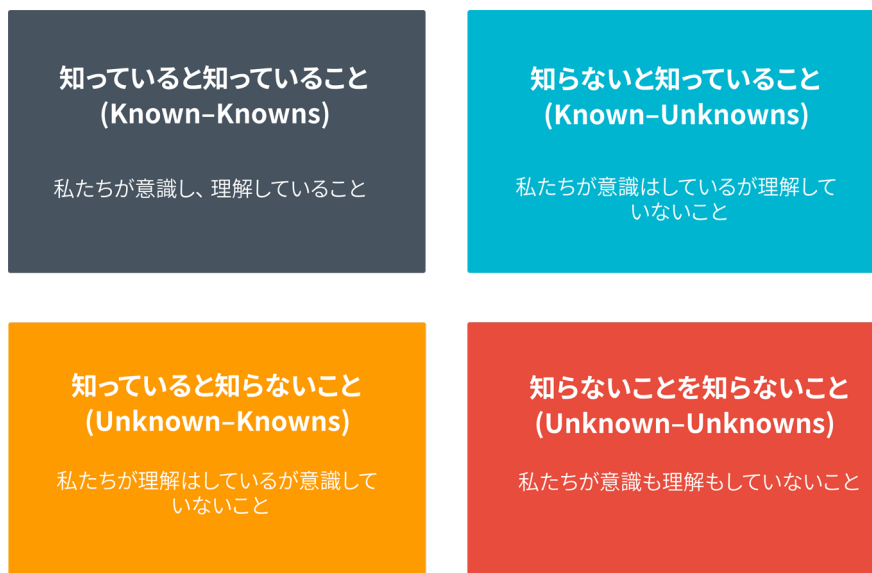 知っていると知っていること
(Known–Knowns)
私たちが意識し、理解していること
知らないと知っていること
(Known–Unknowns)
私たちが意識はしているが理解して
いないこと
知っていると知らないこと
(Unknown–Knowns)
私たちが理解はしているが意識して
いないこと
知らないことを知らないこと
(Unknown–Unknowns)
私たちが意識も理解もしていないこと